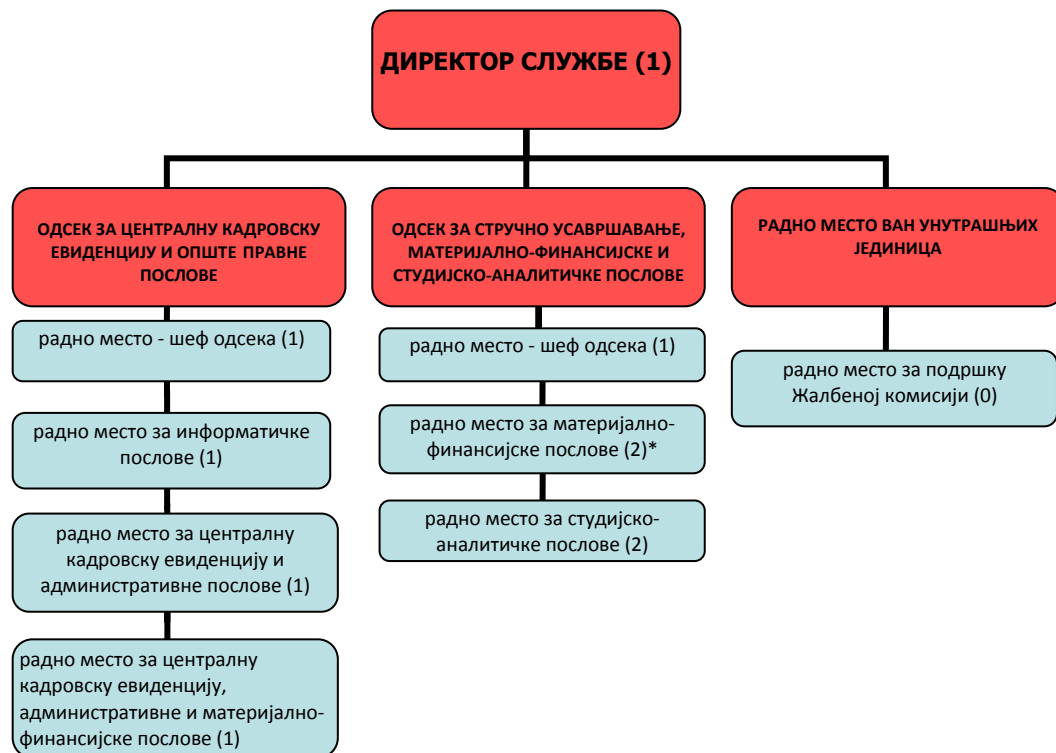 ДИРЕКТОР СЛУЖБЕ (1)
ОДСЕК ЗА ЦЕНТРАЛНУ КАДРОВСКУ
ЕВИДЕНЦИЈУ И ОПШТЕ ПРАВНЕ
ПОСЛОВЕ
радно место - шеф одсека (1)
радно место за информатичке
послове (1)
радно место за централну
кадровску евиденцију и
административне послове (1)
радно место за централну
кадровску евиденцију,
административне и материјално-
финансијске послове (1)
ОДСЕК ЗА СТРУЧНО УСАВРШАВАЊЕ,
МАТЕРИЈАЛНО-ФИНАНСИЈСКЕ И
СТУДИЈСКО-АНАЛИТИЧКЕ ПОСЛОВЕ
радно место - шеф одсека (1)
радно место за материјално-
финансијске послове (2)*
радно место за студијско-
аналитичке послове (2)
РАДНО МЕСТО ВАН УНУТРАШЊИХ
ЈЕДИНИЦА
радно место за подршку
Жалбеној комисији (0)